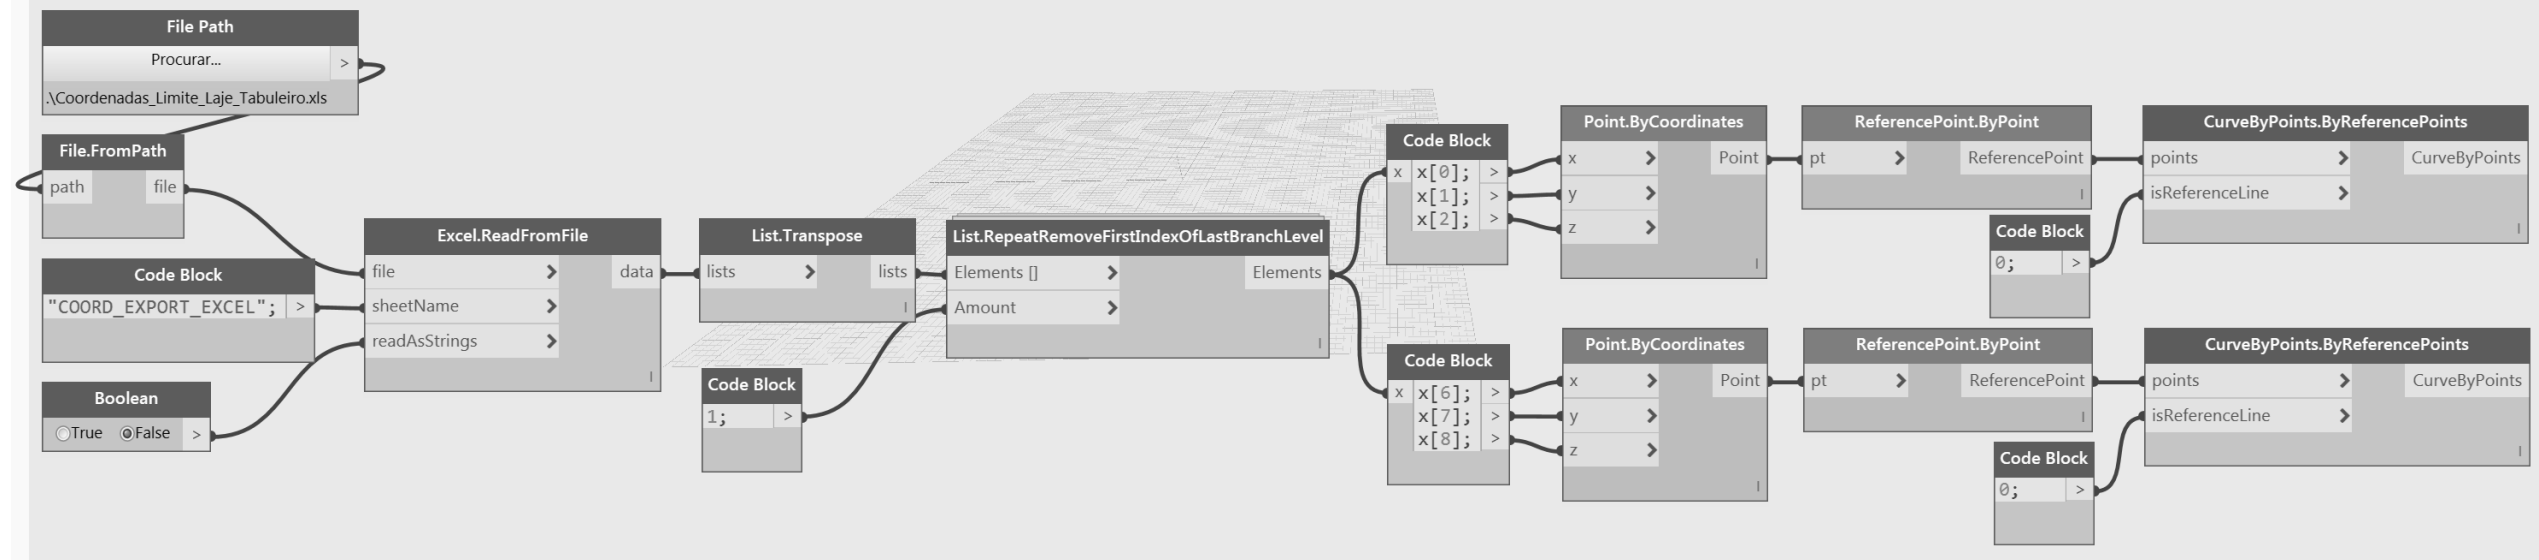 File Path
Procurar... >
.\Coordenadas_Limite_Laje_Tabuleiro.xls
File.FromPath
path file
Code Block
"COORD_EXPORT_EXCEL"; >
Boolean
True False >
Excel.ReadFromFile
file > data
sheetName >
readAsStrings >
l
List.Transpose
lists > lists
l
Code Block
1; >
List.RepeatRemoveFirstIndexOfLastBranchLevel
Elements [] > Elements
Amount >
l
Code Block
x x[0]; >
x[1]; >
x[2]; >
Point.ByCoordinates
x > Point
y >
z >
l
ReferencePoint.ByPoint
pt > ReferencePoint
l
Code Block
0; >
CurveByPoints.ByReferencePoints
points > CurveByPoints
isReferenceLine >
l
Code Block
x x[6]; >
x[7]; >
x[8]; >
Point.ByCoordinates
x > Point
y >
z >
l
ReferencePoint.ByPoint
pt > ReferencePoint
l
Code Block
0; >
CurveByPoints.ByReferencePoints
points > CurveByPoints
isReferenceLine >
l